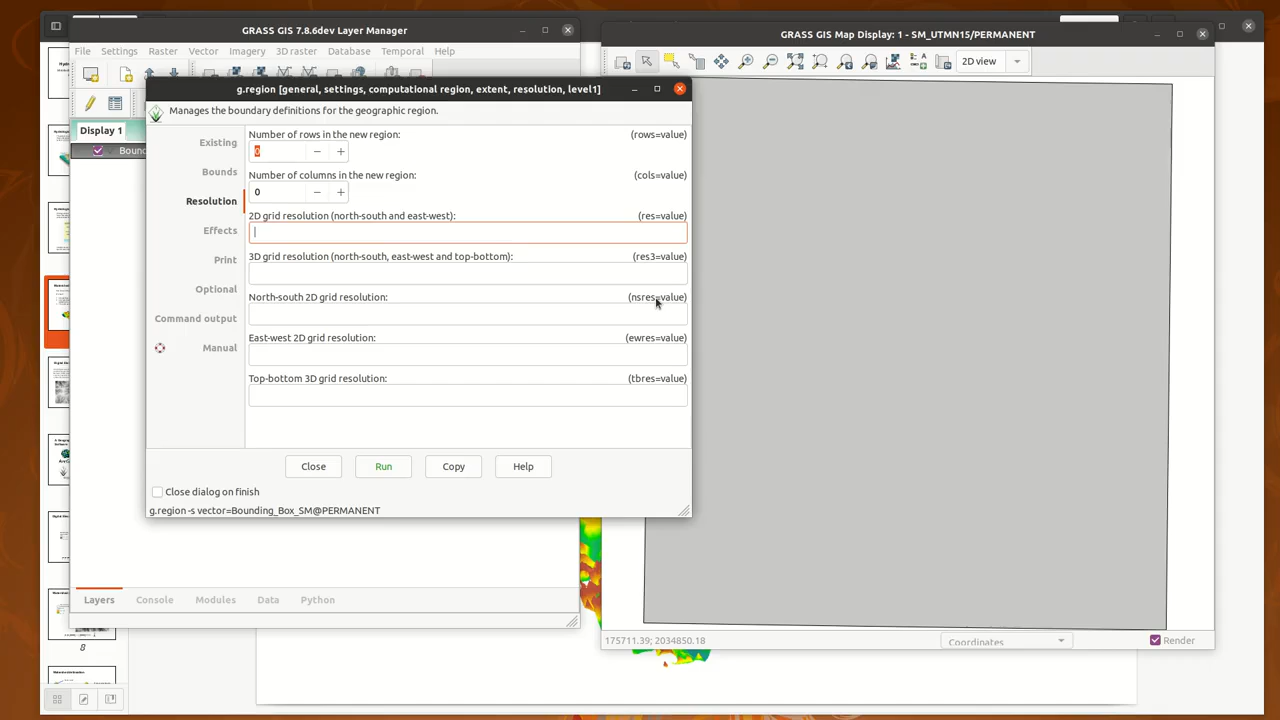 GRASS GIS 7.8.6dev Layer Manager
File Settings Raster Vector Imagery 3D raster Database Temporal Help
Display 1
Bound
g.region [general, settings, computational region, extent, resolution, level1]
Manages the boundary definitions for the geographic region.
Existing
Bounds
Resolution
Effects
Print
Optional
Command output
Manual
Number of rows in the new region: (rows=value)
0
Number of columns in the new region: (cols=value)
0
2D grid resolution (north-south and east-west): (res=value)
3D grid resolution (north-south, east-west and top-bottom): (res3=value)
North-south 2D grid resolution: (nsres=value)
East-west 2D grid resolution: (ewres=value)
Top-bottom 3D grid resolution: (tbres=value)
Close Run Copy Help
Close dialog on finish
g.region -s vector=Bounding_Box_SM@PERMANENT
Layers Console Modules Data Python
8
GRASS GIS Map Display: 1 - SM_UTMN15/PERMANENT
2D view
175711.39; 2034850.18
Coordinates
Render